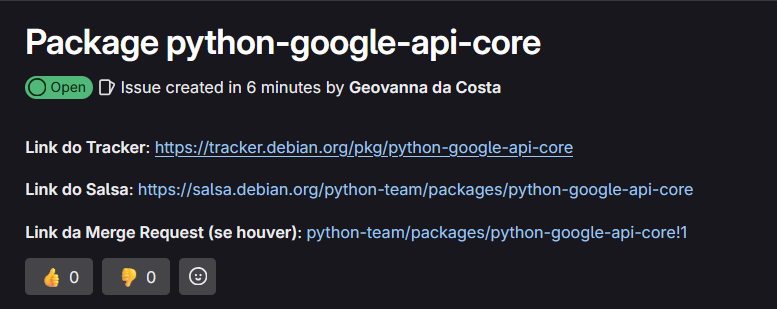 Package python-google-api-core
Open Issue created in 6 minutes by Geovanna da Costa
Link do Tracker: https://tracker.debian.org/pkg/python-google-api-core
Link do Salsa: https://salsa.debian.org/python-team/packages/python-google-api-core
Link da Merge Request (se houver): python-team/packages/python-google-api-core!1
👍 0 👎 0